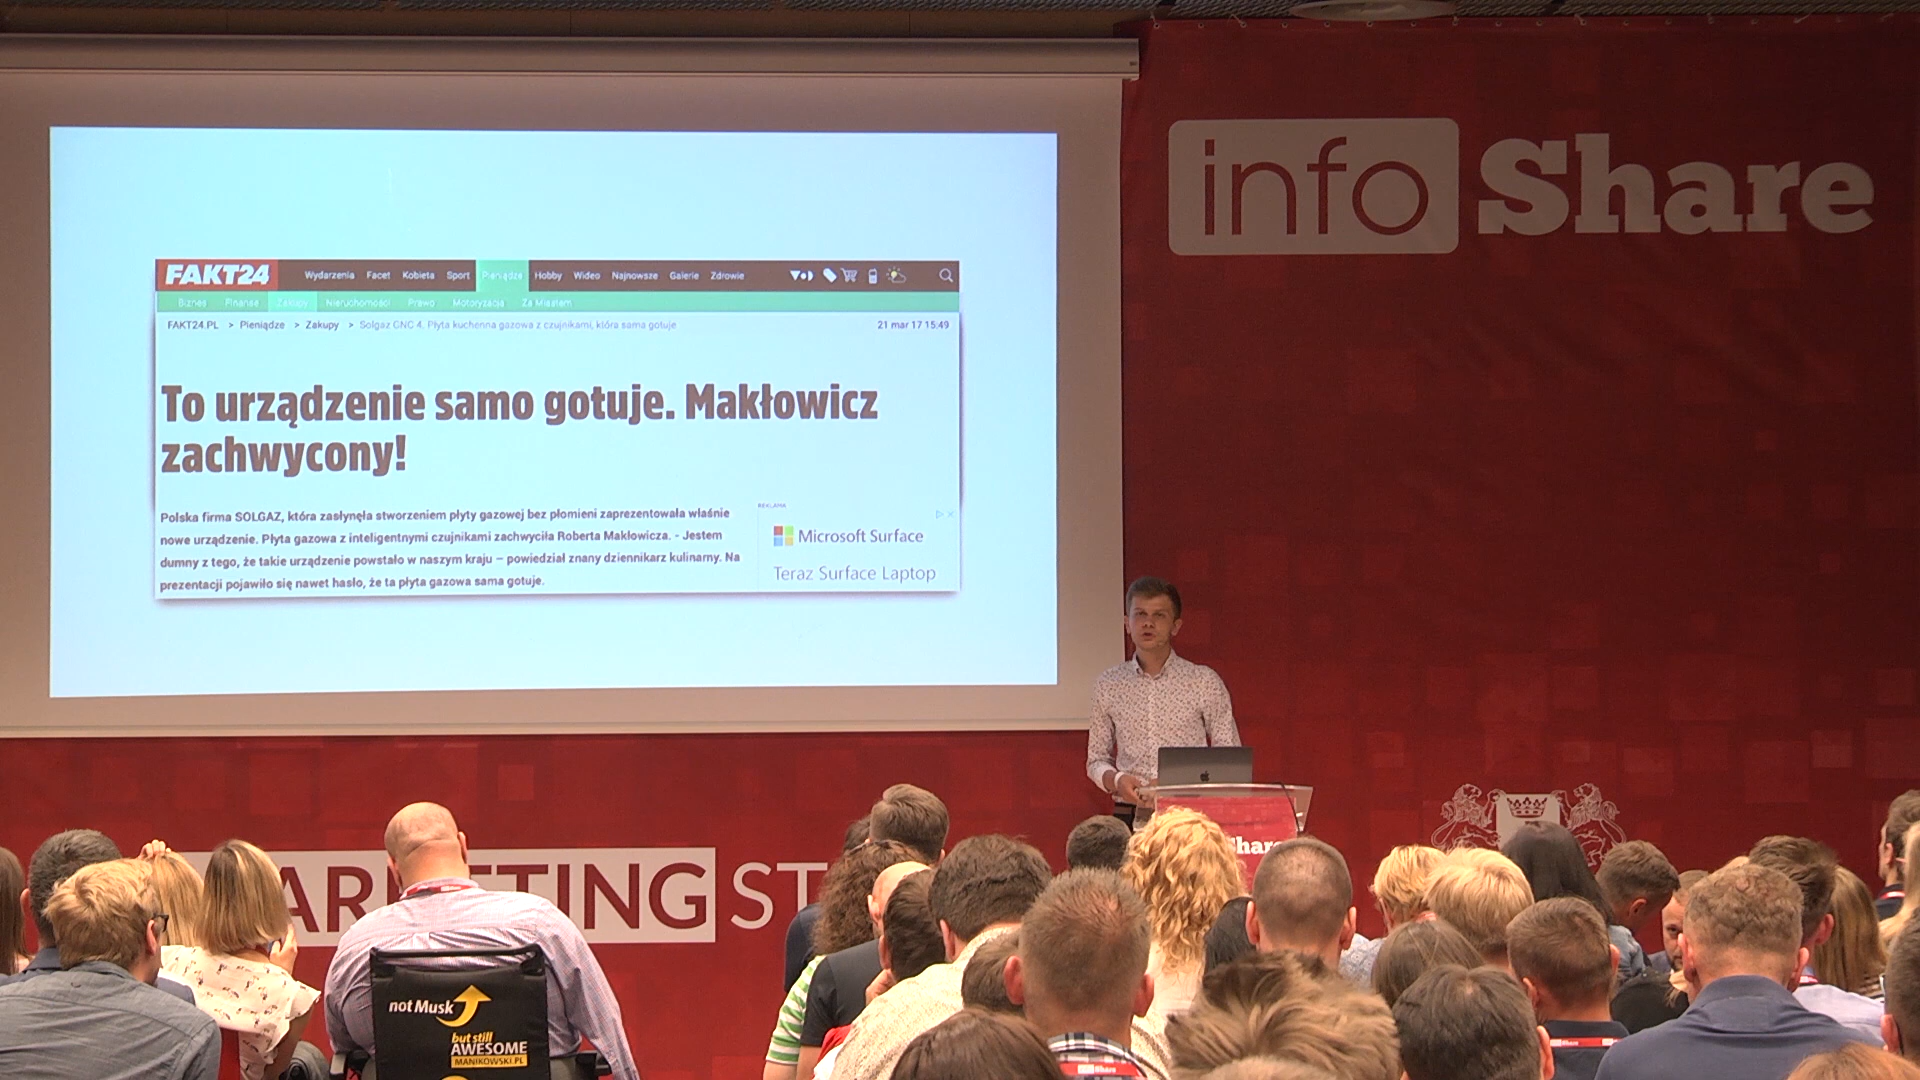 info Share
FAKT24 Wydarzenia Facet Kobieta Sport Pieniądze Hobby Wideo Najnowsze Galerie Zdrowie
Biznes Finanse Zakupy Nieruchomości Prawo Motoryzacja Za Miastem
FAKT24.PL > Pieniądze > Zakupy > Solgaz GNC 4. Płyta kuchenna gazowa z czujnikami, która sama gotuje 21 mar 17 15:49
To urządzenie samo gotuje. Makłowicz
zachwycony!
Polska firma SOLGAZ, która zasłynęła stworzeniem płyty gazowej bez płomieni zaprezentowała właśnie
nowe urządzenie. Płyta gazowa z inteligentnymi czujnikami zachwyciła Roberta Makłowicza. - Jestem
dumny z tego, że takie urządzenie powstało w naszym kraju – powiedział znany dziennikarz kulinarny. Na
prezentacji pojawiło się nawet hasło, że ta płyta gazowa sama gotuje.
REKLAMA
Microsoft Surface
Teraz Surface Laptop
Share
ARKETING ST
not Musk
but still
AWESOME
MANIKOWSKI.PL
Share